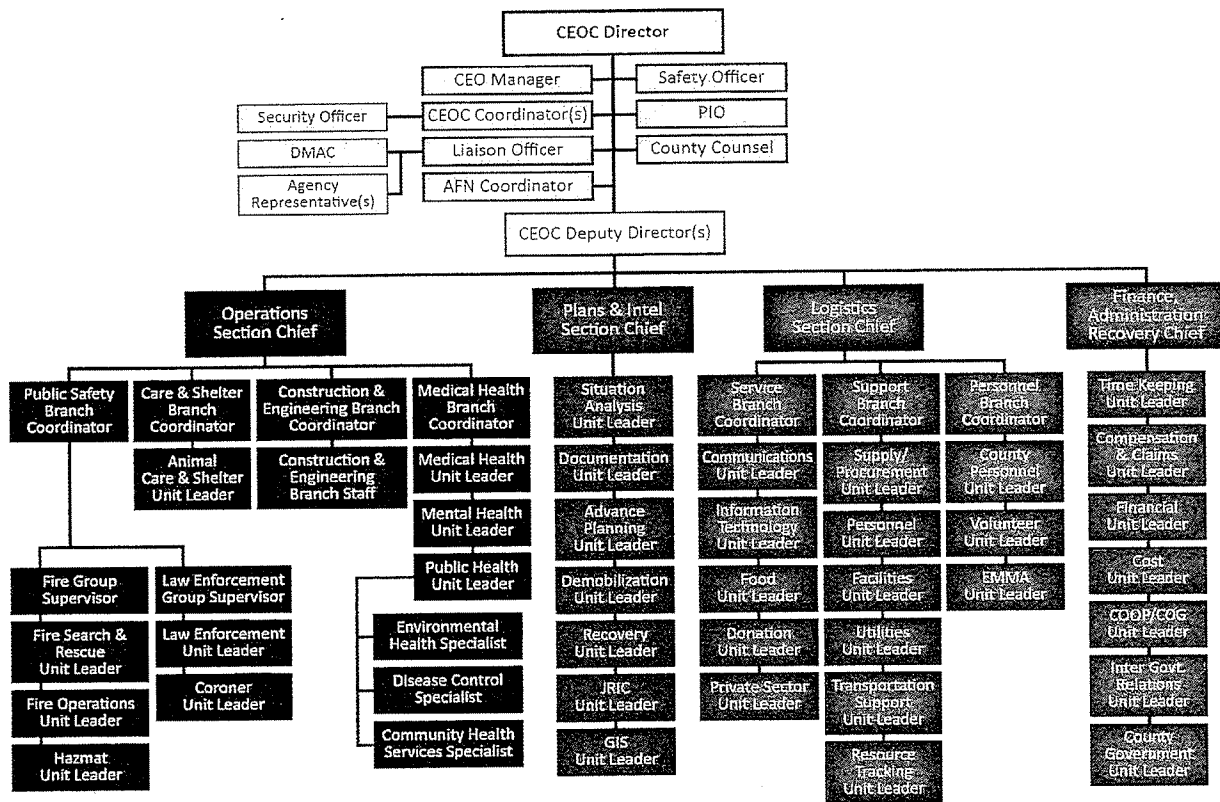 CEOC Director
CEO Manager
Safety Officer
Security Officer
CEOC Coordinator(s)
PIO
DMAC
Liaison Officer
County Counsel
Agency
Representative(s)
AFN Coordinator
CEOC Deputy Director(s)
Operations
Section Chief
Plans & Intel
Section Chief
Logistics
Section Chief
Finance,
Administration
Recovery Chief
Public Safety
Branch
Coordinator
Care & Shelter
Branch
Coordinator
Construction &
Engineering Branch
Coordinator
Medical Health
Branch
Coordinator
Animal
Care & Shelter
Unit Leader
Construction &
Engineering
Branch Staff
Medical Health
Unit Leader
Mental Health
Unit Leader
Public Health
Unit Leader
Fire Group
Supervisor
Law Enforcement
Group Supervisor
Fire Search &
Rescue
Unit Leader
Law Enforcement
Unit Leader
Fire Operations
Unit Leader
Coroner
Unit Leader
Hazmat
Unit Leader
Environmental
Health Specialist
Disease Control
Specialist
Community Health
Services Specialist
Situation
Analysis
Unit Leader
Documentation
Unit Leader
Advance
Planning
Unit Leader
Demobilization
Unit Leader
Recovery
Unit Leader
JRIC
Unit Leader
GIS
Unit Leader
Service
Branch
Coordinator
Communications
Unit Leader
Information
Technology
Unit Leader
Food
Unit Leader
Donation
Unit Leader
Private Sector
Unit Leader
Support
Branch
Coordinator
Supply/
Procurement
Unit Leader
Personnel
Unit Leader
Facilities
Unit Leader
Utilities
Unit Leader
Transportation
Support
Unit Leader
Resource
Tracking
Unit Leader
Personnel
Branch
Coordinator
County
Personnel
Unit Leader
Volunteer
Unit Leader
EMMA
Unit Leader
Time Keeping
Unit Leader
Compensation
& Claims
Unit Leader
Financial
Unit Leader
Cost
Unit Leader
COOP/COG
Unit Leader
Inter Govt.
Relations
Unit Leader
County
Government
Unit Leader